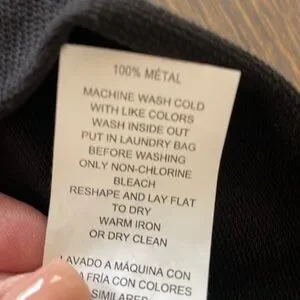 100% MÉTAL
MACHINE WASH COLD
WITH LIKE COLORS
WASH INSIDE OUT
PUT IN LAUNDRY BAG
BEFORE WASHING
ONLY NON-CHLORINE
BLEACH
RESHAPE AND LAY FLAT
TO DRY
WARM IRON
OR DRY CLEAN
LAVADO A MÁQUINA CON
FRÍA CON COLORES
SIMILARES